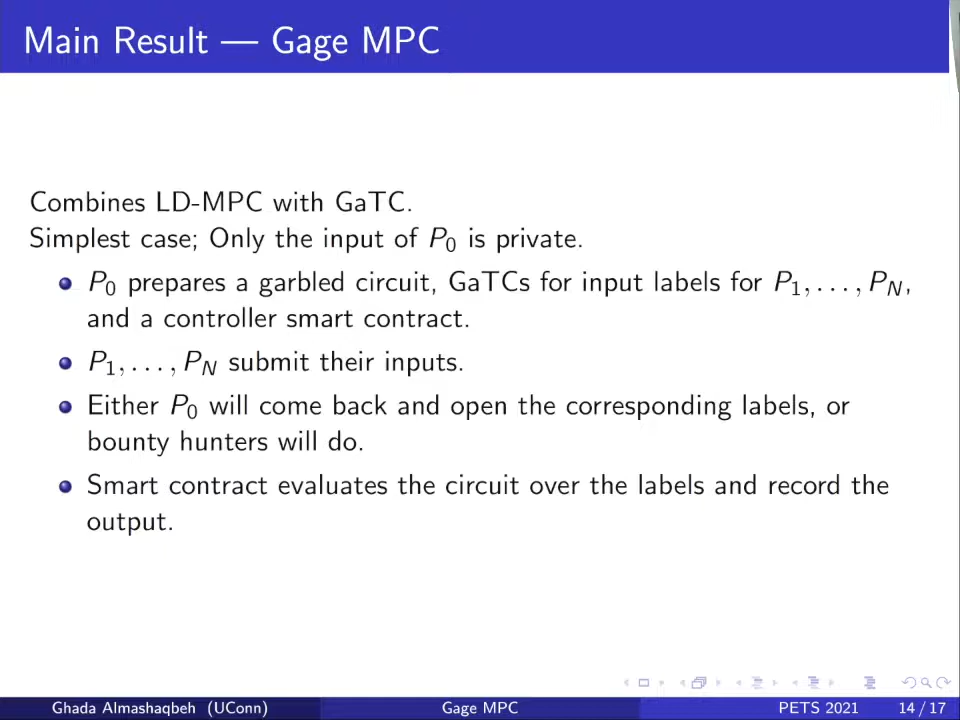 Main Result — Gage MPC
Combines LD-MPC with GaTC.
Simplest case; Only the input of P₀ is private.
P₀ prepares a garbled circuit, GaTCs for input labels for P₁, . . . , P_N,
and a controller smart contract.
P₁, . . . , P_N submit their inputs.
Either P₀ will come back and open the corresponding labels, or
bounty hunters will do.
Smart contract evaluates the circuit over the labels and record the
output.
Ghada Almashaqbeh (UConn) Gage MPC PETS 2021 14 / 17